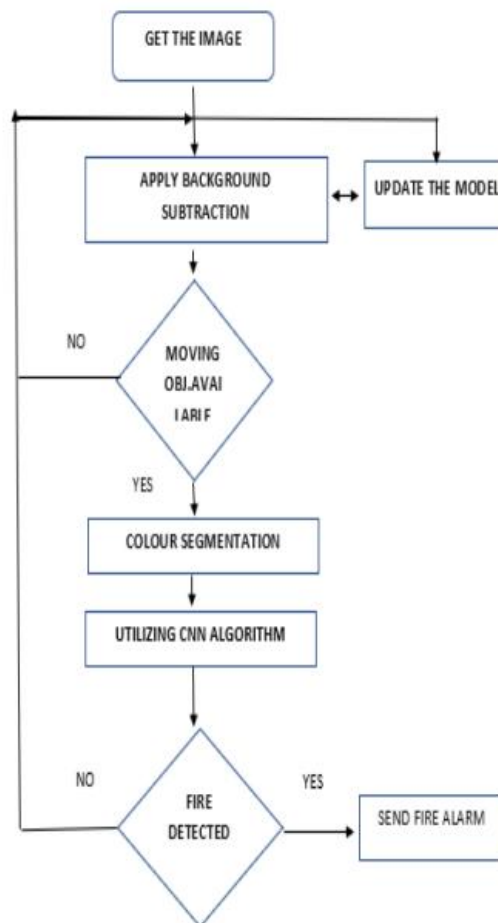 GET THE IMAGE
APPLY BACKGROUND
SUBTRACTION
UPDATE THE MODEL
NO
MOVING
OBJ.AVAI
LABLE
YES
COLOUR SEGMENTATION
UTILIZING CNN ALGORITHM
NO
YES
FIRE
DETECTED
SEND FIRE ALARM